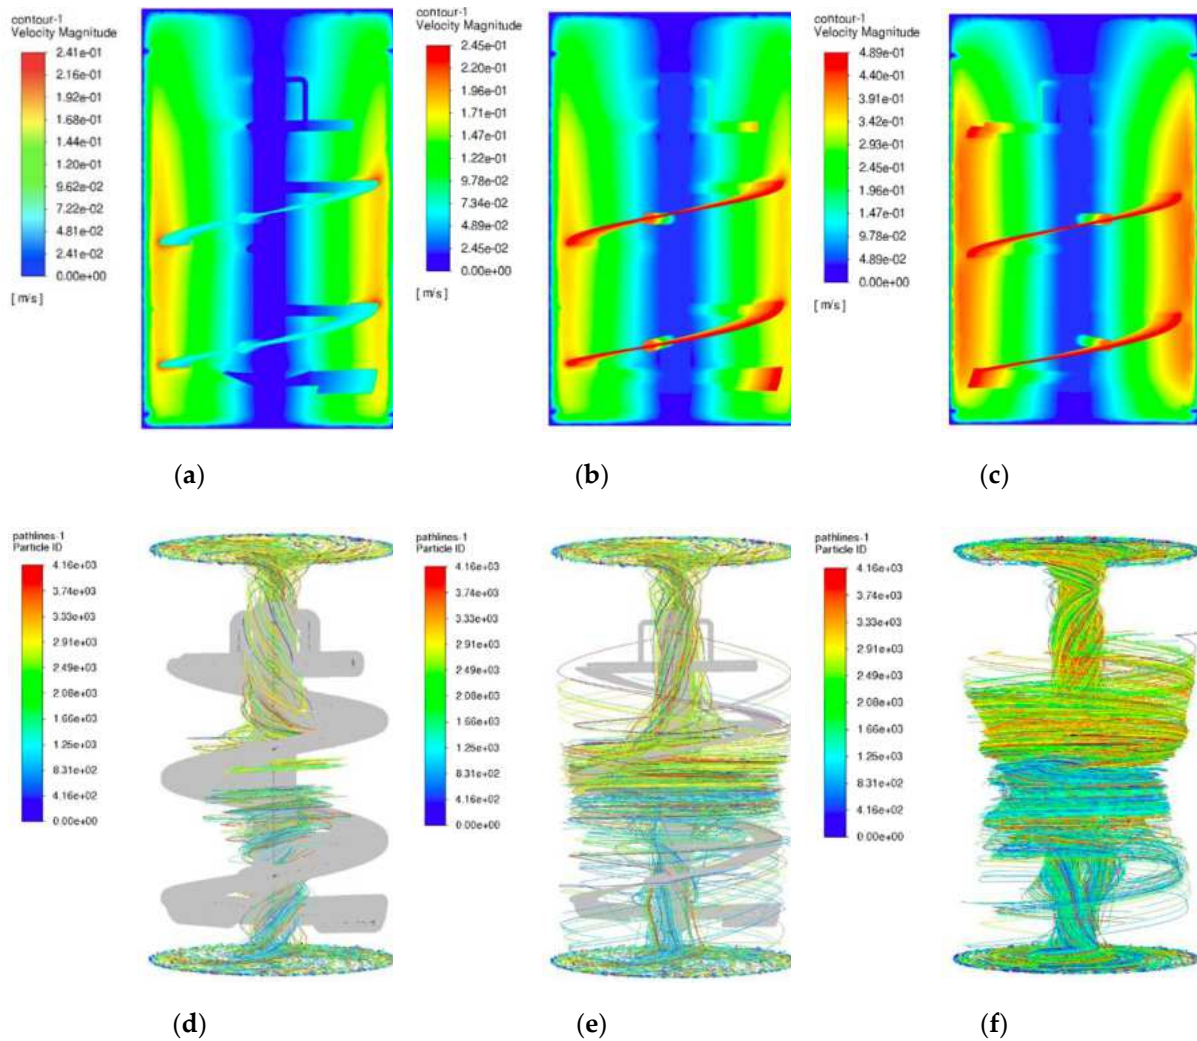 contour-1
Velocity Magnitude
2.41e-01
2.16e-01
1.92e-01
1.68e-01
1.44e-01
1.20e-01
9.62e-02
7.22e-02
4.81e-02
2.41e-02
0.00e+00
[ m/s ]
(a)
contour-1
Velocity Magnitude
2.45e-01
2.20e-01
1.96e-01
1.71e-01
1.47e-01
1.22e-01
9.78e-02
7.34e-02
4.89e-02
2.45e-02
0.00e+00
[ m/s ]
(b)
contour-1
Velocity Magnitude
4.89e-01
4.40e-01
3.91e-01
3.42e-01
2.93e-01
2.45e-01
1.96e-01
1.47e-01
9.78e-02
4.89e-02
0.00e+00
[ m/s ]
(c)
pathlines-1
Particle ID
4.16e+03
3.74e+03
3.33e+03
2.91e+03
2.49e+03
2.08e+03
1.66e+03
1.25e+03
8.31e+02
4.16e+02
0.00e+00
(d)
pathlines-1
Particle ID
4.16e+03
3.74e+03
3.33e+03
2.91e+03
2.49e+03
2.08e+03
1.66e+03
1.25e+03
8.31e+02
4.16e+02
0.00e+00
(e)
pathlines-1
Particle ID
4.16e+03
3.74e+03
3.33e+03
2.91e+03
2.49e+03
2.08e+03
1.66e+03
1.25e+03
8.31e+02
4.16e+02
0.00e+00
(f)